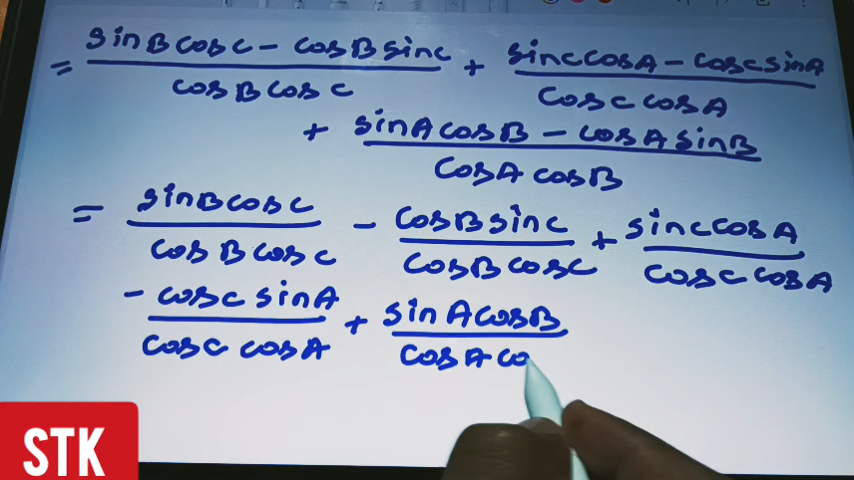 = sinBcosC - cosBsinC / cosBcosC + sinCcosA - cosCsinA / cosCcosA
+ sinAcosB - cosAsinB / cosAcosB
= sinBcosC / cosBcosC - cosBsinC / cosBcosC + sinCcosA / cosCcosA
- cosCsinA / cosCcosA + sinAcosB / cosAco
STK